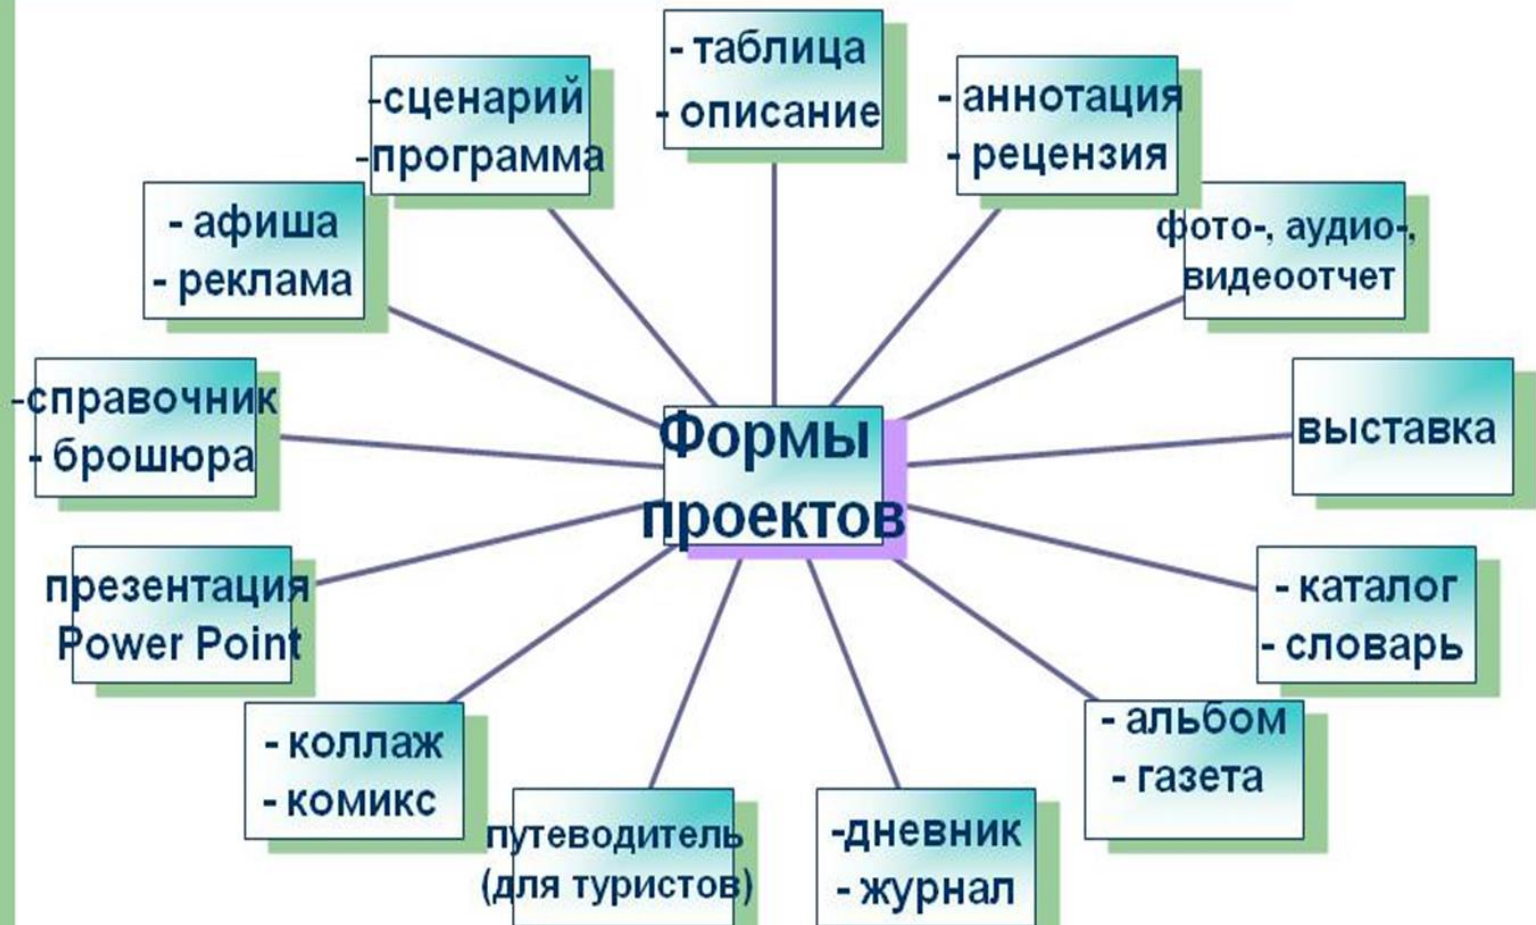 - таблица
- описание
- аннотация
- рецензия
фото-, аудио-,
видеоотчет
выставка
- каталог
- словарь
- альбом
- газета
-дневник
- журнал
путеводитель
(для туристов)
- коллаж
- комикс
презентация
Power Point
-справочник
- брошюра
- афиша
- реклама
-сценарий
-программа
Формы
проектов